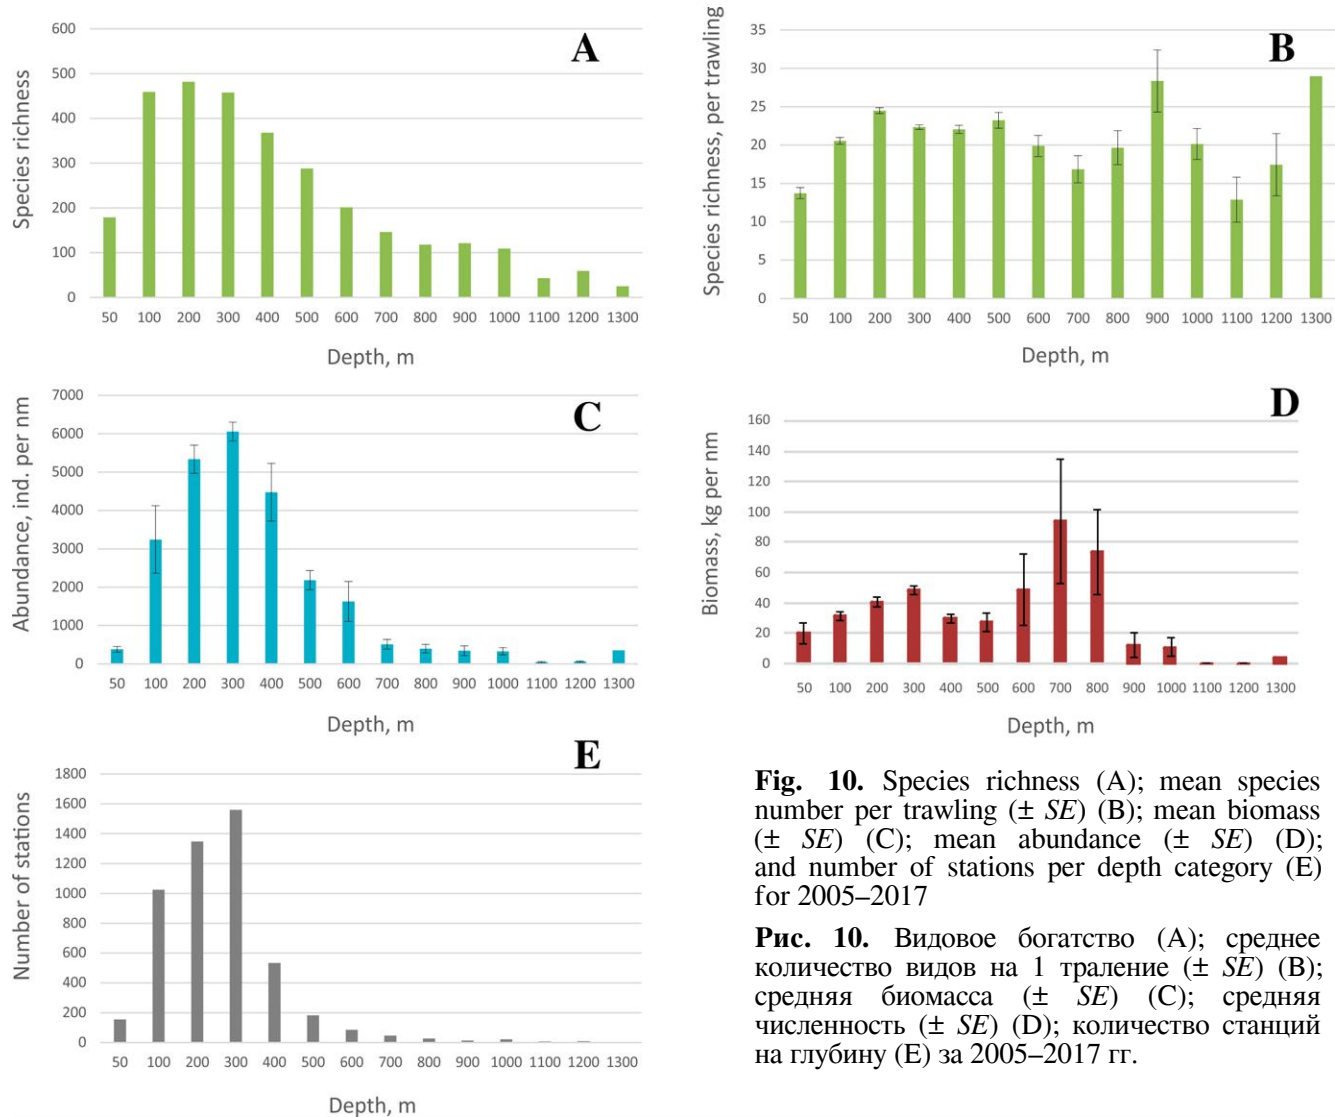 A
Species richness
600
500
400
300
200
100
0
50 100 200 300 400 500 600 700 800 900 1000 1100 1200 1300
Depth, m
B
Species richness, per trawling
35
30
25
20
15
10
5
0
50 100 200 300 400 500 600 700 800 900 1000 1100 1200 1300
Depth, m
C
Abundance, ind. per nm
7000
6000
5000
4000
3000
2000
1000
0
50 100 200 300 400 500 600 700 800 900 1000 1100 1200 1300
Depth, m
D
Biomass, kg per nm
160
140
120
100
80
60
40
20
0
50 100 200 300 400 500 600 700 800 900 1000 1100 1200 1300
Depth, m
E
Number of stations
1800
1600
1400
1200
1000
800
600
400
200
0
50 100 200 300 400 500 600 700 800 900 1000 1100 1200 1300
Depth, m
Fig. 10. Species richness (A); mean species
number per trawling (± SE) (B); mean biomass
(± SE) (C); mean abundance (± SE) (D);
and number of stations per depth category (E)
for 2005–2017
Рис. 10. Видовое богатство (A); среднее
количество видов на 1 траление (± SE) (B);
средняя биомасса (± SE) (C); средняя
численность (± SE) (D); количество станций
на глубину (E) за 2005–2017 гг.